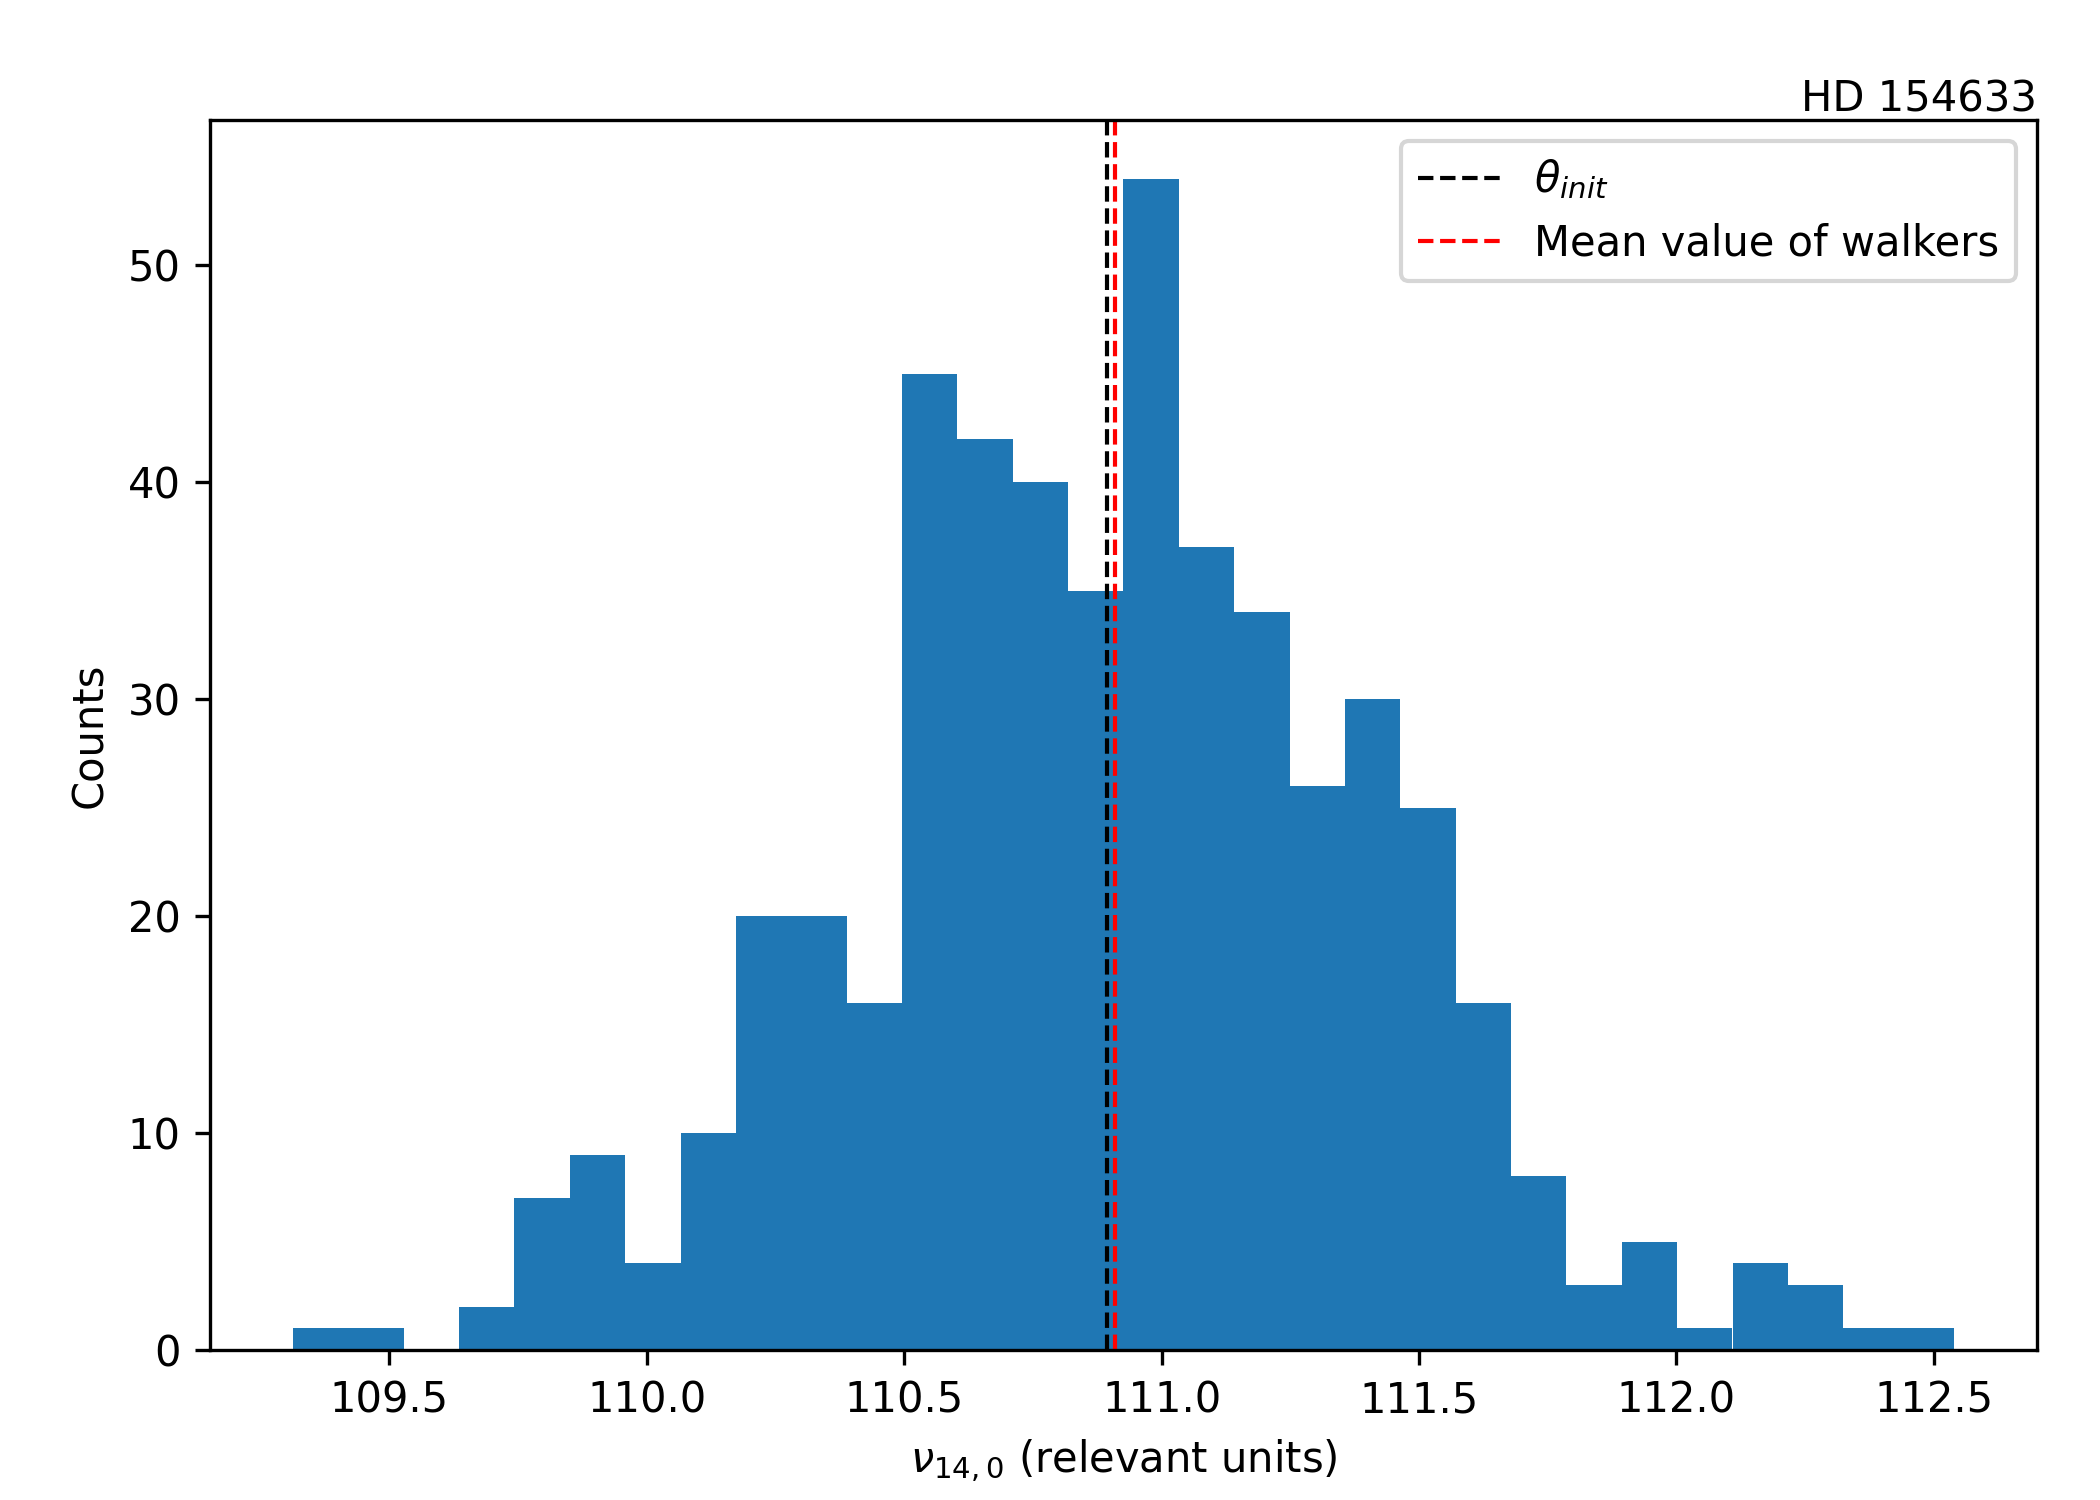 HD 154633
θinit
Mean value of walkers
50
40
30
20
10
0
Counts
109.5 110.0 110.5 111.0 111.5 112.0 112.5
ν14, 0 (relevant units)